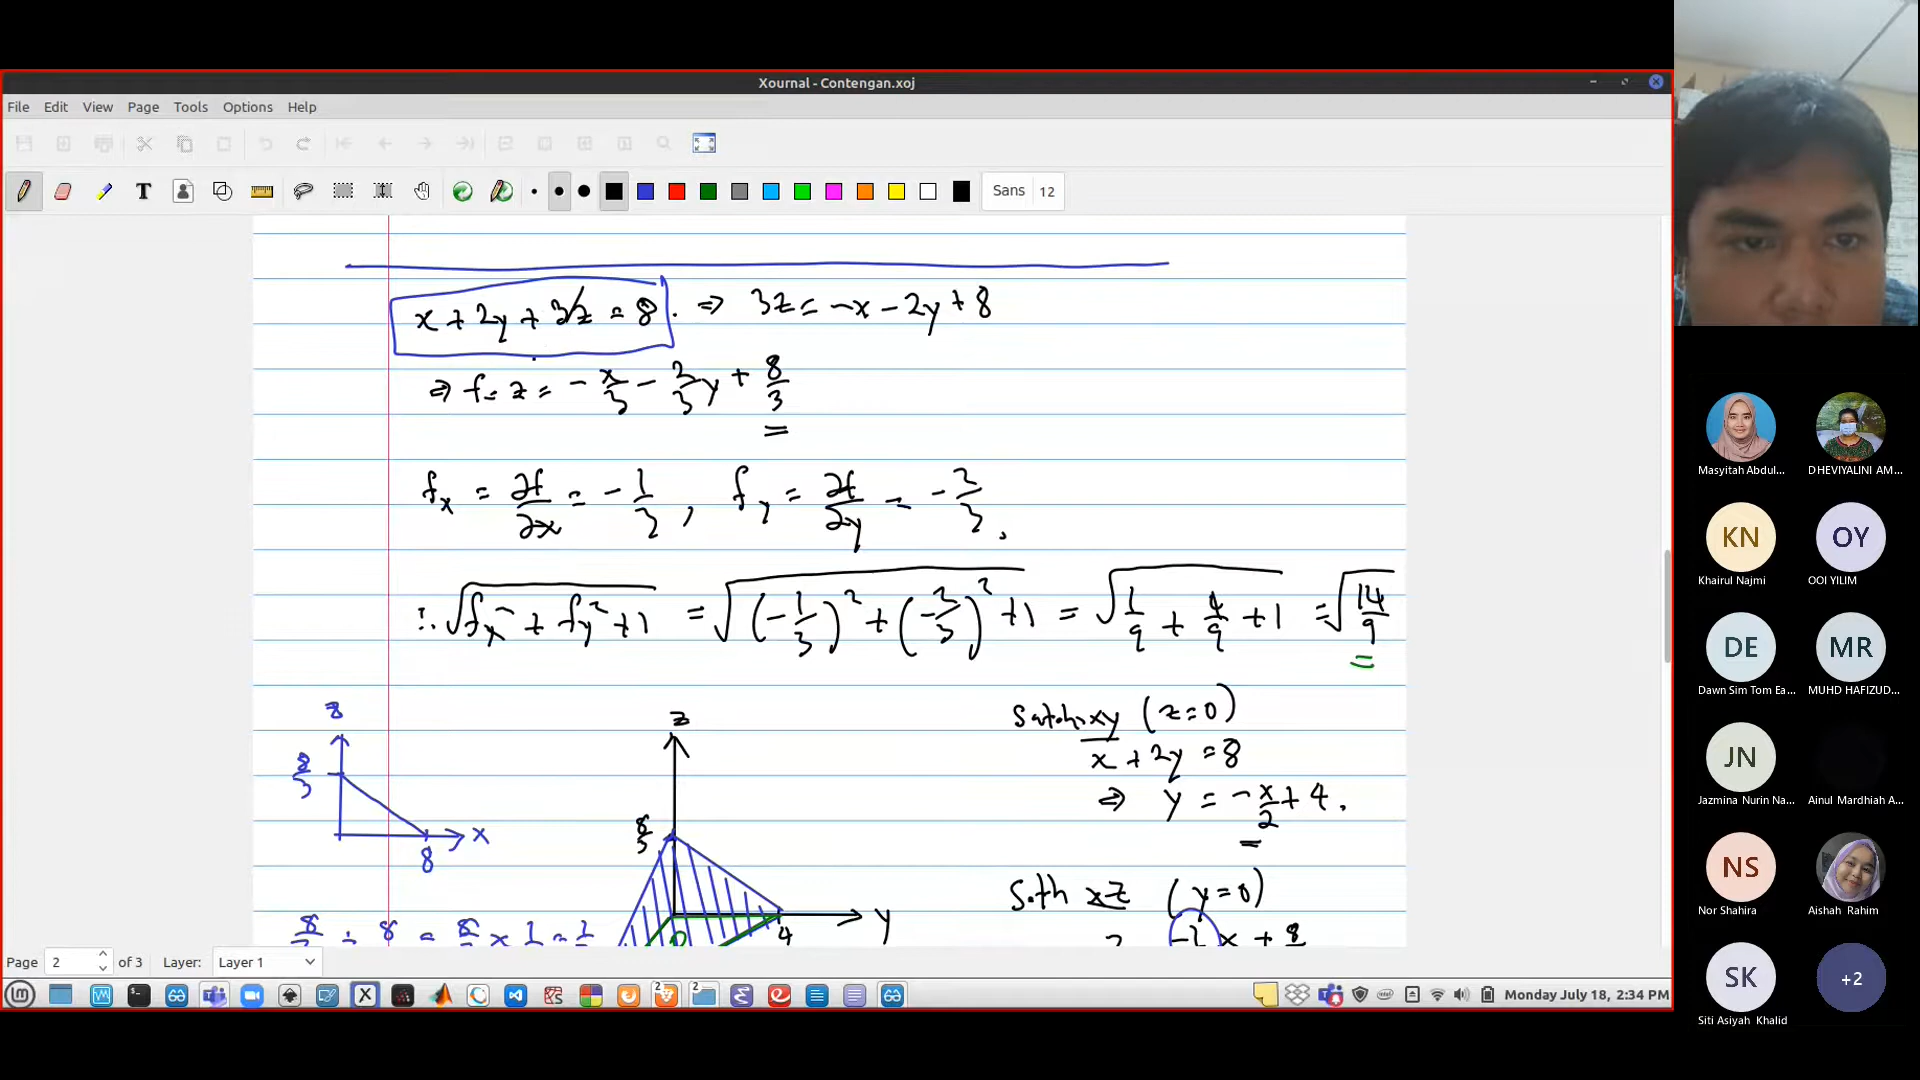 Xournal - Contengan.xoj
File Edit View Page Tools Options Help
T Sans 12
x + 2y + 3z = 8. ⇒ 3z = -x - 2y + 8
⇒ f = z = -x/3 - 2/3 y + 8/3
f_x = ∂f/∂x = -1/3, f_y = ∂f/∂y = -2/3.
∴ √(f_x² + f_y² + 1) = √((-1/3)² + (-2/3)² + 1) = √(1/9 + 4/9 + 1) = √(14/9)
z
8/3
x
8
z
8/3
y
4
xy (z=0)
x + 2y = 8
⇒ y = -x/2 + 4.
xz (y=0)
Page 2 of 3 Layer: Layer 1
Monday July 18, 2:34 PM
Masyitah Abdul...
DHEVIYALINI AM...
KN
Khairul Najmi
OY
OOI YILIM
DE
Dawn Sim Tom Ea...
MR
MUHD HAFIZUD...
JN
Jazmina Nurin Na...
Ainul Mardhiah A...
NS
Nor Shahira
Aishah Rahim
SK
Siti Asiyah Khalid
+2